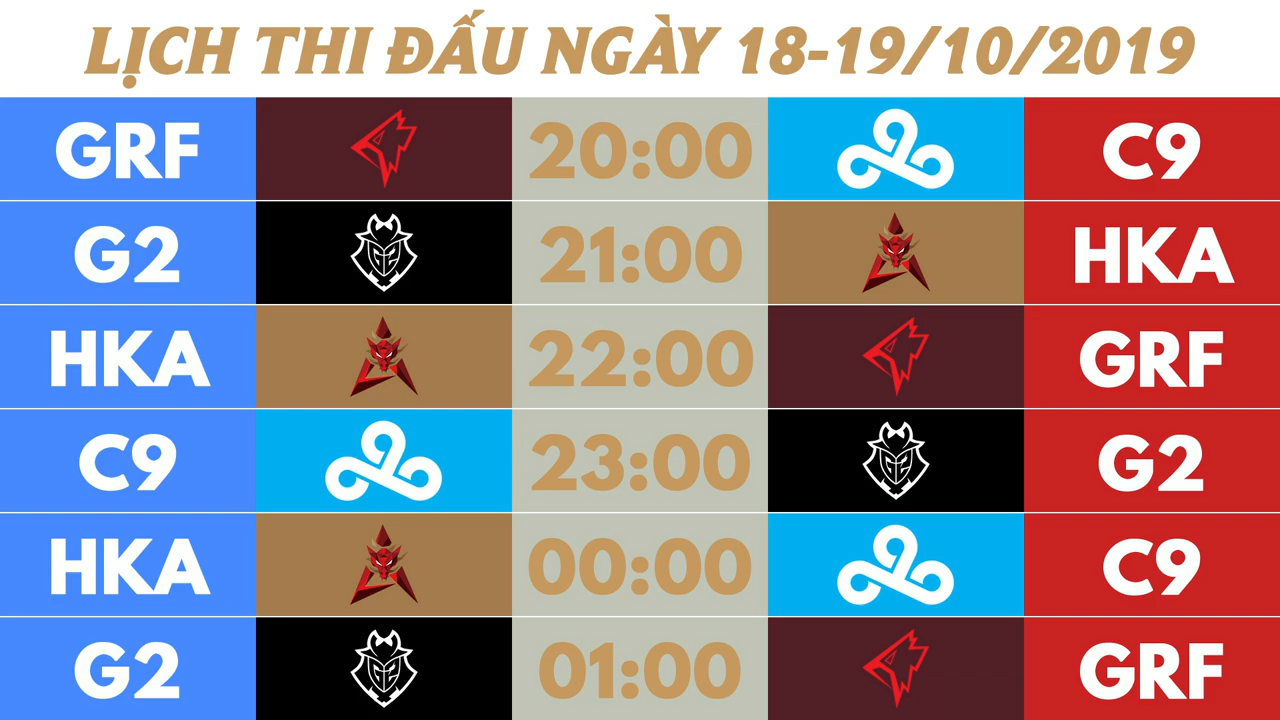 LỊCH THI ĐẤU NGÀY 18-19/10/2019
GRF 20:00 C9
G2 21:00 HKA
HKA 22:00 GRF
C9 23:00 G2
HKA 00:00 C9
G2 01:00 GRF